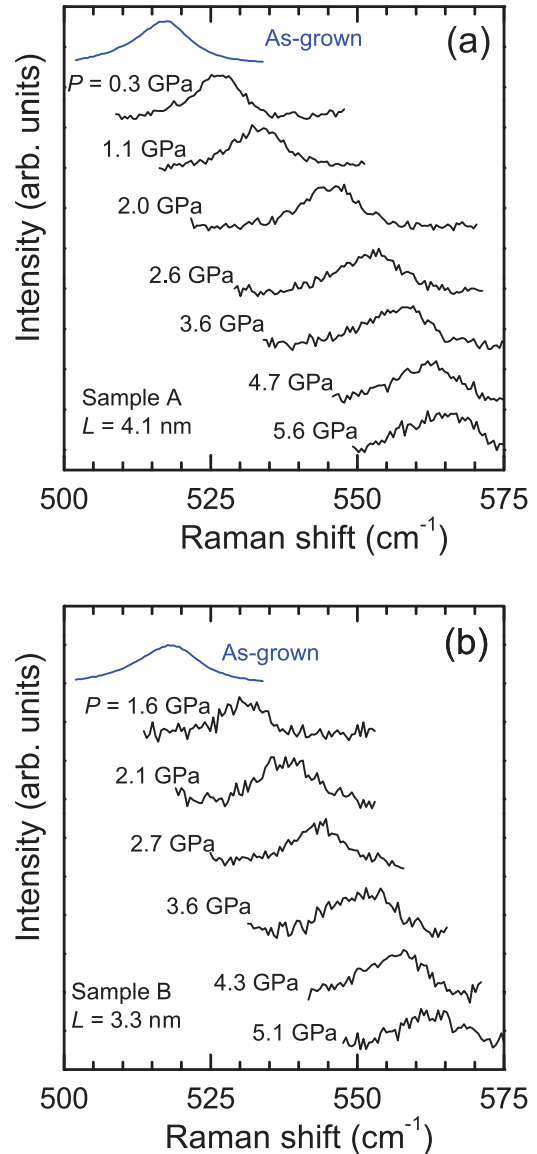 (a)
As-grown
P = 0.3 GPa
1.1 GPa
2.0 GPa
2.6 GPa
3.6 GPa
4.7 GPa
5.6 GPa
Sample A
L = 4.1 nm
Intensity (arb. units)
500 525 550 575
Raman shift (cm⁻¹)
(b)
As-grown
P = 1.6 GPa
2.1 GPa
2.7 GPa
3.6 GPa
4.3 GPa
5.1 GPa
Sample B
L = 3.3 nm
Intensity (arb. units)
500 525 550 575
Raman shift (cm⁻¹)